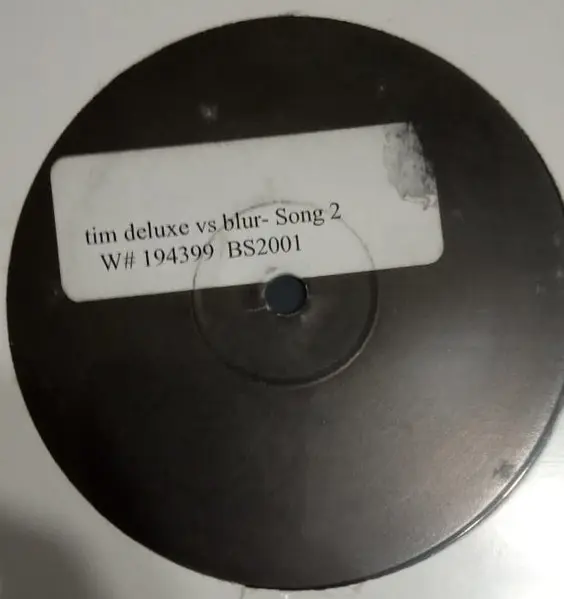 tim deluxe vs blur- Song 2
W# 194399 BS2001